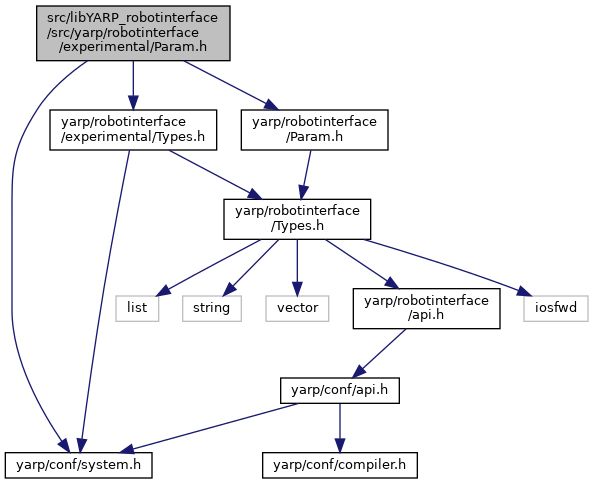 src/libYARP_robotinterface
/src/yarp/robotinterface
/experimental/Param.h
yarp/robotinterface
/experimental/Types.h
yarp/robotinterface
/Param.h
yarp/robotinterface
/Types.h
list
string
vector
yarp/robotinterface
/api.h
iosfwd
yarp/conf/api.h
yarp/conf/system.h
yarp/conf/compiler.h